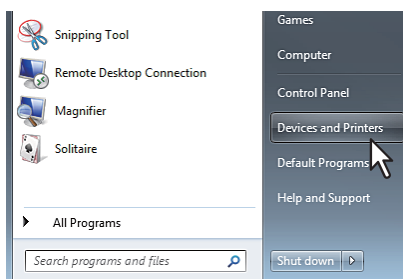 Snipping Tool
Remote Desktop Connection
Magnifier
Solitaire
All Programs
Search programs and files
Games
Computer
Control Panel
Devices and Printers
Default Programs
Help and Support
Shut down